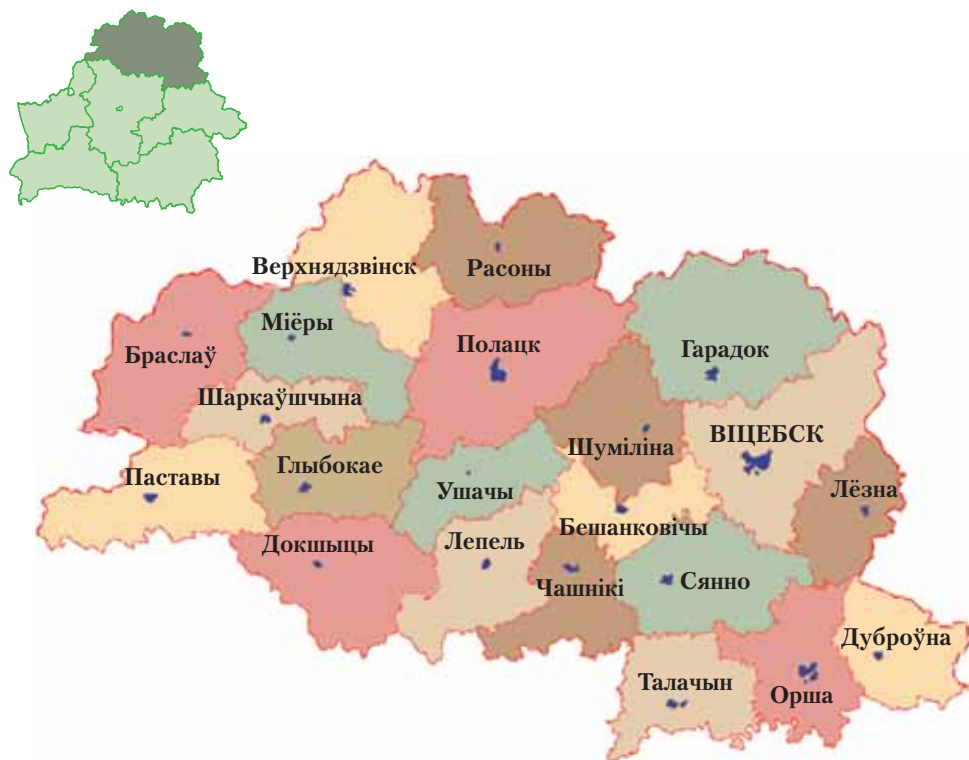 Верхнядзвінск
Расоны
Міёры
Браслаў
Полацк
Гарадок
Шаркаўшчына
ВІЦЕБСК
Шуміліна
Глыбокае
Паставы
Ушачы
Лёзна
Бешанковічы
Лепель
Докшыцы
Чашнікі
Сянно
Дуброўна
Талачын
Орша